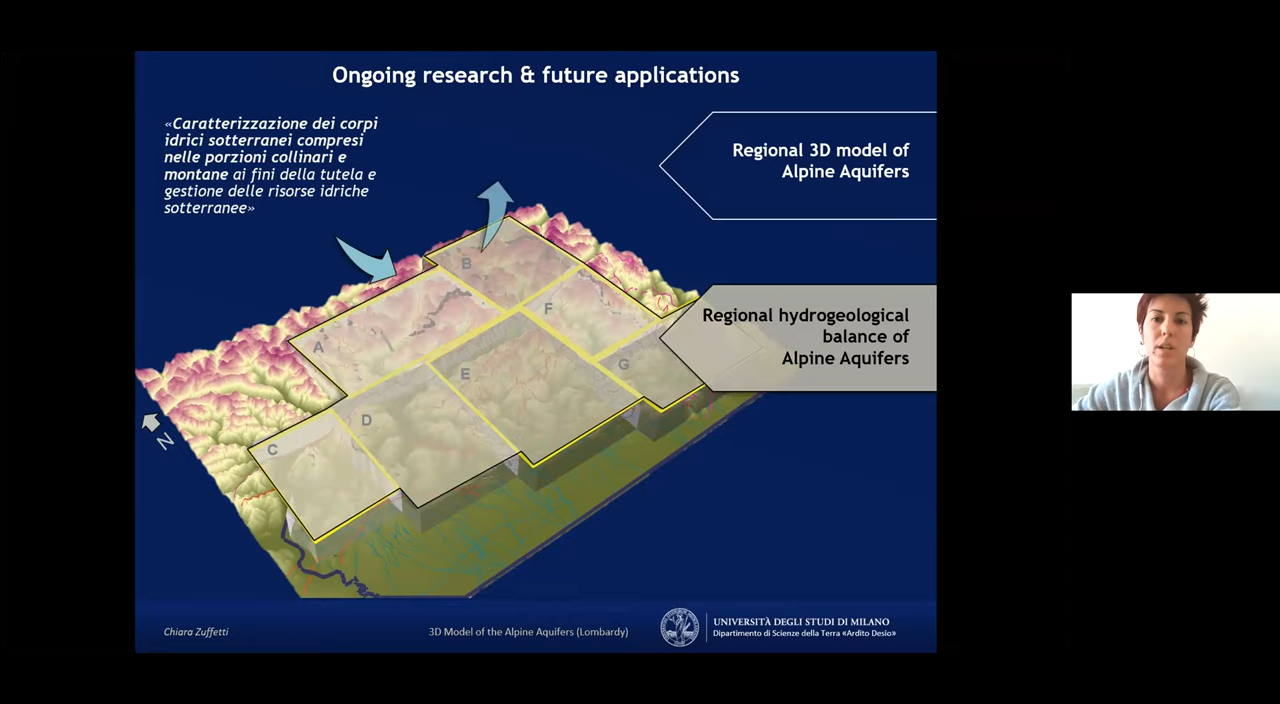 Ongoing research & future applications
«Caratterizzazione dei corpi
idrici sotterranei compresi
nelle porzioni collinari e
montane ai fini della tutela e
gestione delle risorse idriche
sotterranee»
Regional 3D model of
Alpine Aquifers
Regional hydrogeological
balance of
Alpine Aquifers
B
A
F
E
G
D
C
N
Chiara Zuffetti
3D Model of the Alpine Aquifers (Lombardy)
UNIVERSITÀ DEGLI STUDI DI MILANO
Dipartimento di Scienze della Terra «Ardito Desio»